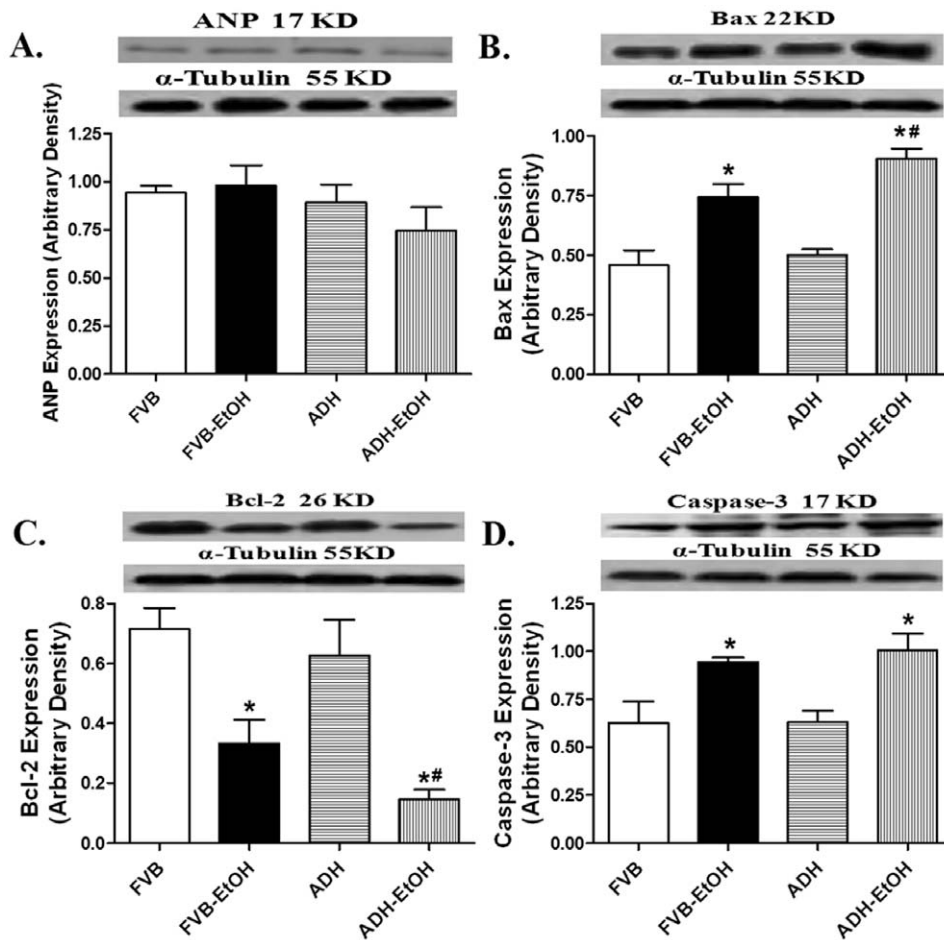 A.
ANP 17 KD
α-Tubulin 55 KD
ANP Expression (Arbitrary Density)
1.25
1.00
0.75
0.50
0.25
0.00
FVB
FVB-EtOH
ADH
ADH-EtOH
B.
Bax 22KD
α-Tubulin 55KD
Bax Expression
(Arbitrary Density)
1.00
0.75
0.50
0.25
0.00
*
*#
FVB
FVB-EtOH
ADH
ADH-EtOH
C.
Bcl-2 26 KD
α-Tubulin 55KD
Bcl-2 Expression
(Arbitrary Density)
0.8
0.6
0.4
0.2
0.0
*
*#
FVB
FVB-EtOH
ADH
ADH-EtOH
D.
Caspase-3 17 KD
α-Tubulin 55 KD
Caspase-3 Expression
(Arbitrary Density)
1.25
1.00
0.75
0.50
0.25
0.00
*
*
FVB
FVB-EtOH
ADH
ADH-EtOH